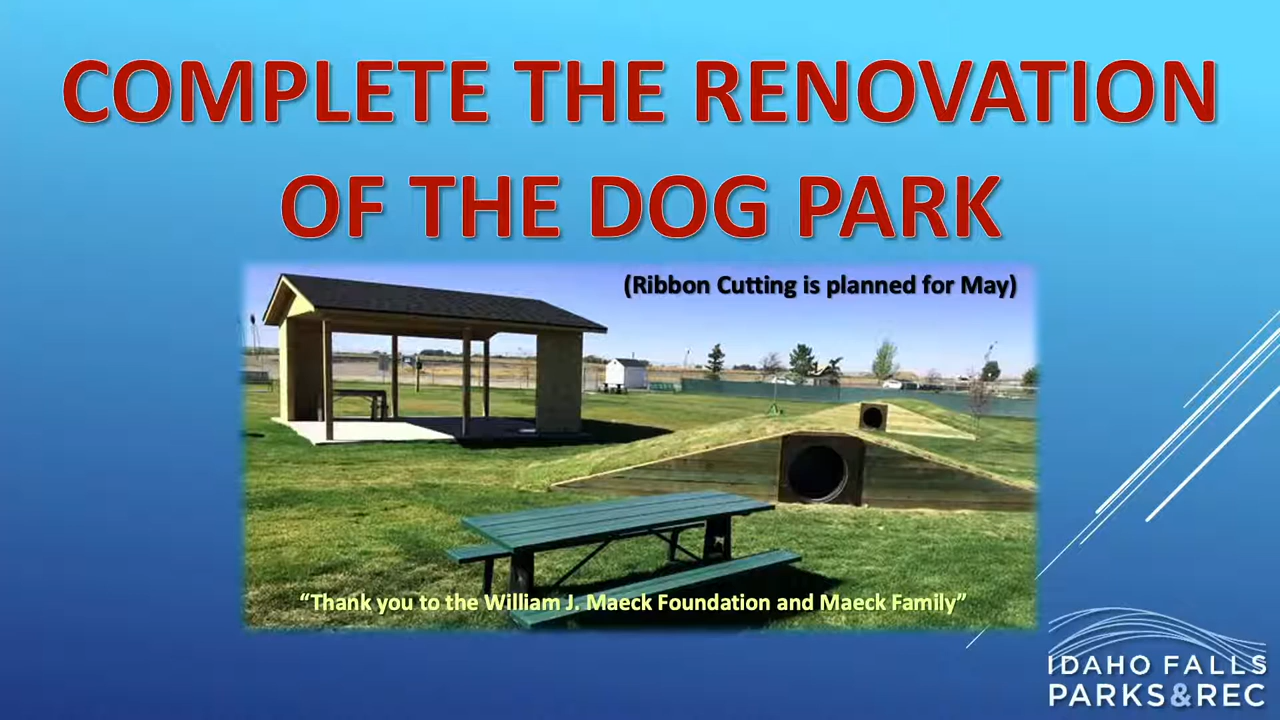 COMPLETE THE RENOVATION
OF THE DOG PARK
(Ribbon Cutting is planned for May)
“Thank you to the William J. Maeck Foundation and Maeck Family”
IDAHO FALLS
PARKS&REC